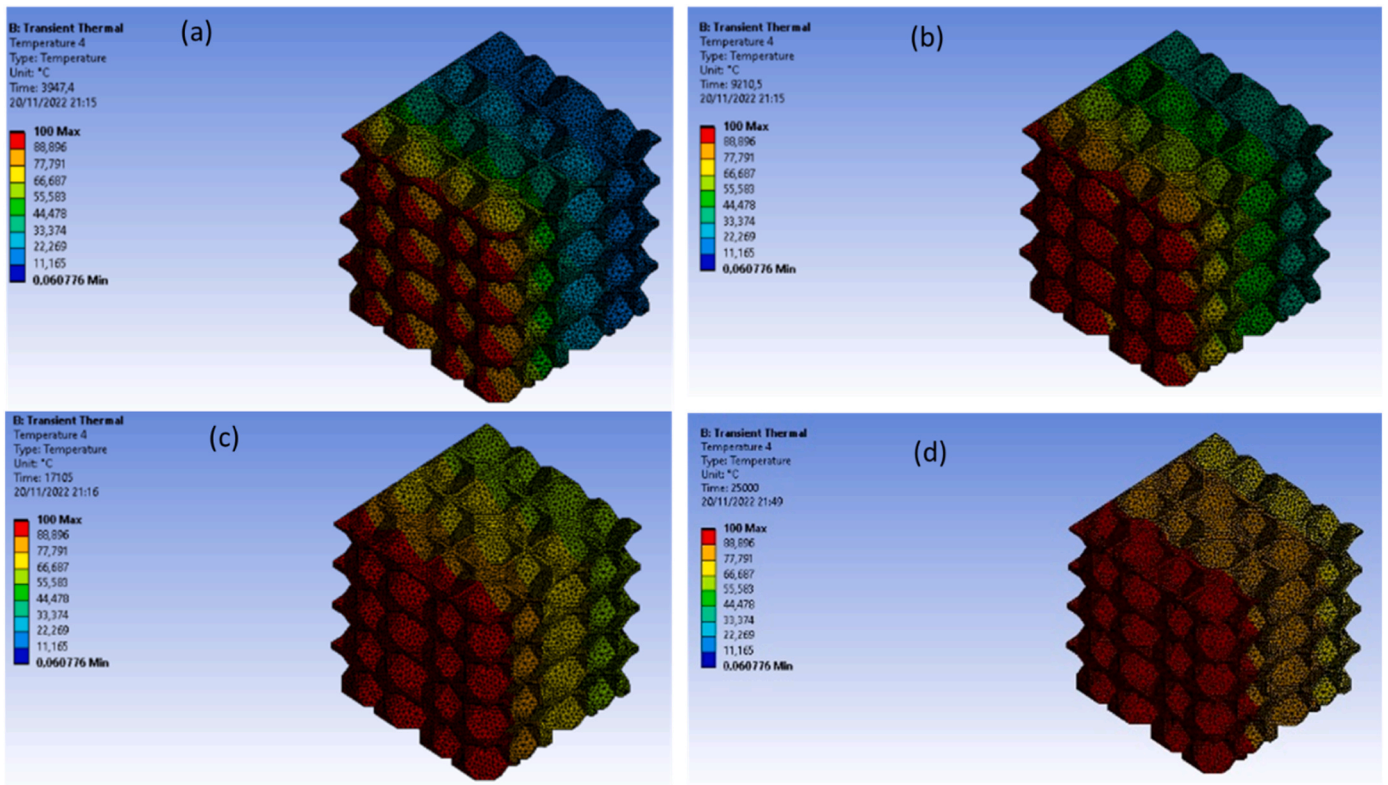 B: Transient Thermal
Temperature 4
Type: Temperature
Unit: °C
Time: 3947,4
20/11/2022 21:15
(a)
100 Max
88,896
77,791
66,687
55,583
44,478
33,374
22,269
11,165
0,060776 Min
B: Transient Thermal
Temperature 4
Type: Temperature
Unit: °C
Time: 9210,5
20/11/2022 21:15
(b)
100 Max
88,896
77,791
66,687
55,583
44,478
33,374
22,269
11,165
0,060776 Min
B: Transient Thermal
Temperature 4
Type: Temperature
Unit: °C
Time: 17105
20/11/2022 21:16
(c)
100 Max
88,896
77,791
66,687
55,583
44,478
33,374
22,269
11,165
0,060776 Min
B: Transient Thermal
Temperature 4
Type: Temperature
Unit: °C
Time: 25000
20/11/2022 21:49
(d)
100 Max
88,896
77,791
66,687
55,583
44,478
33,374
22,269
11,165
0,060776 Min